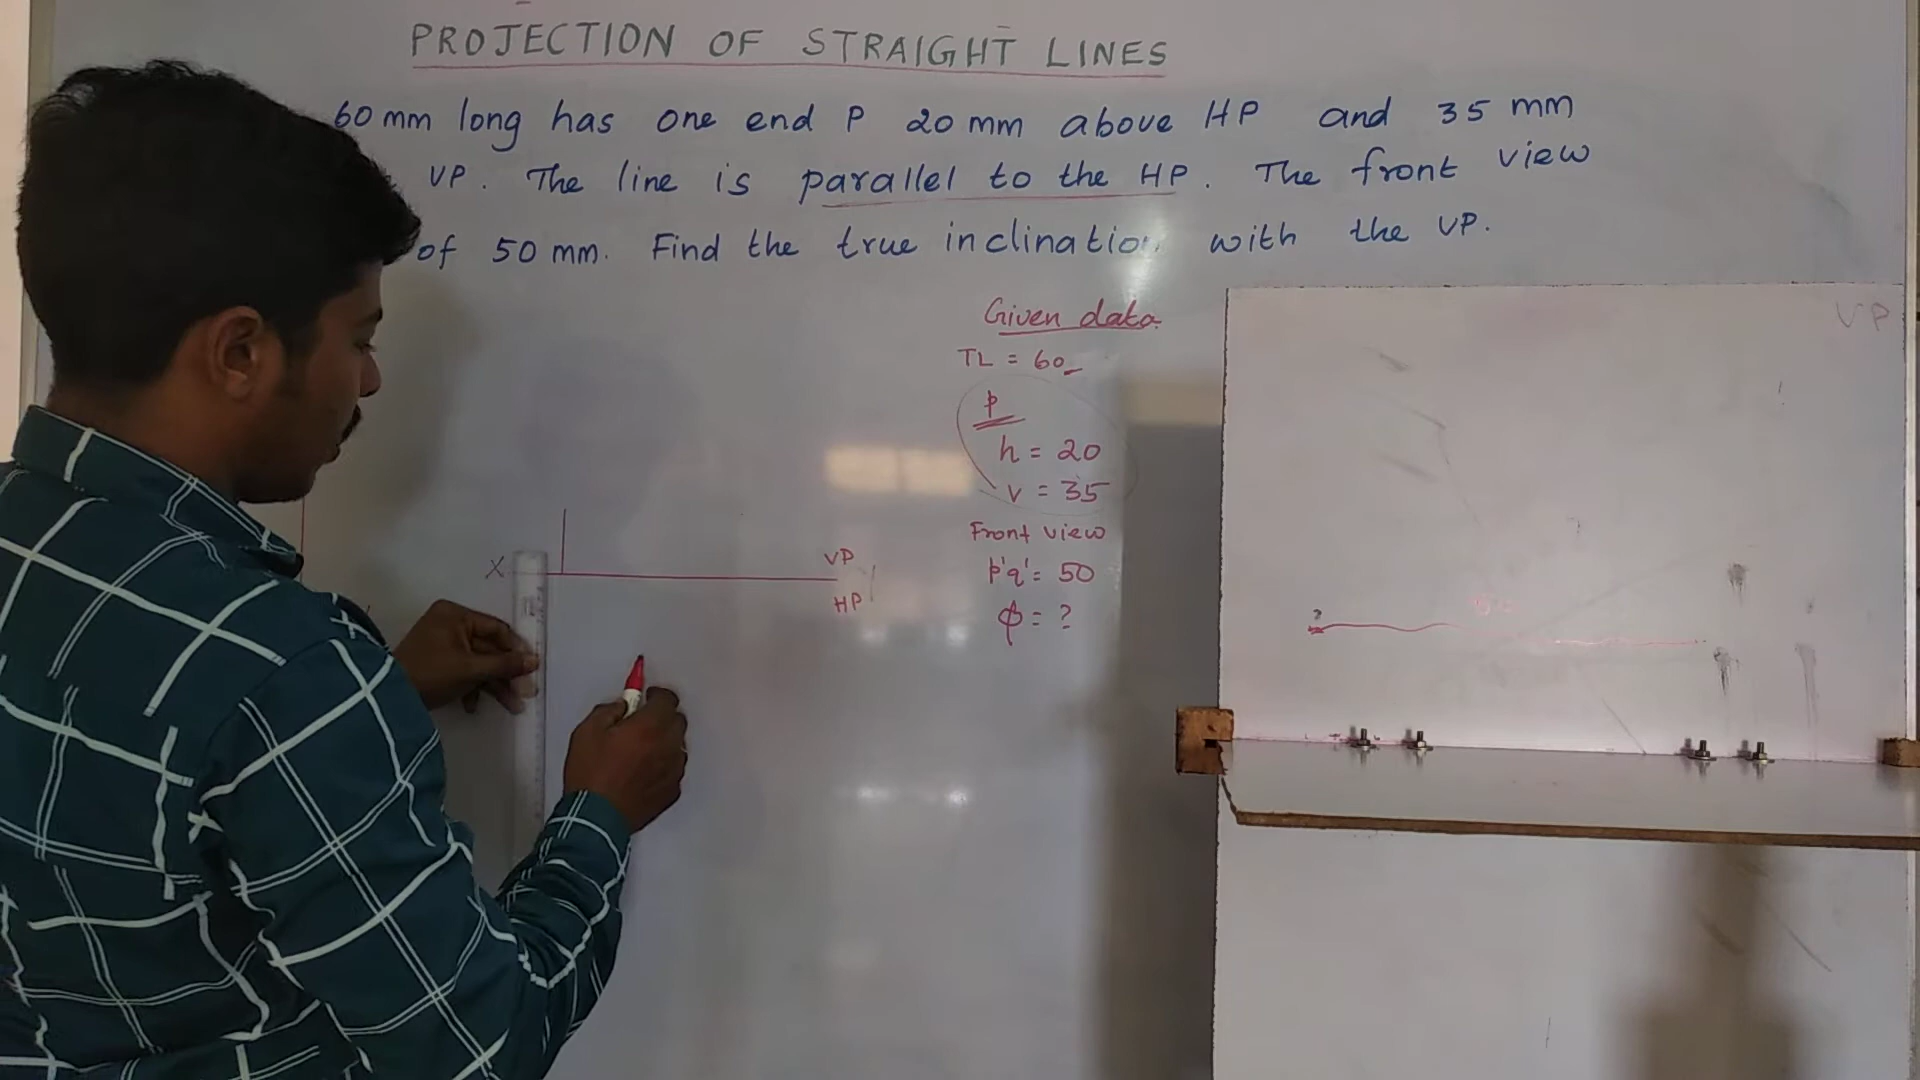 PROJECTION OF STRAIGHT LINES
60 mm long has one end P 20 mm above HP and 35 mm
VP. The line is parallel to the HP. The front view
of 50 mm. Find the true inclination with the VP.
Given data
TL = 60
P
h = 20
v = 35
Front view
p'q' = 50
φ = ?
X
VP
HP
VP